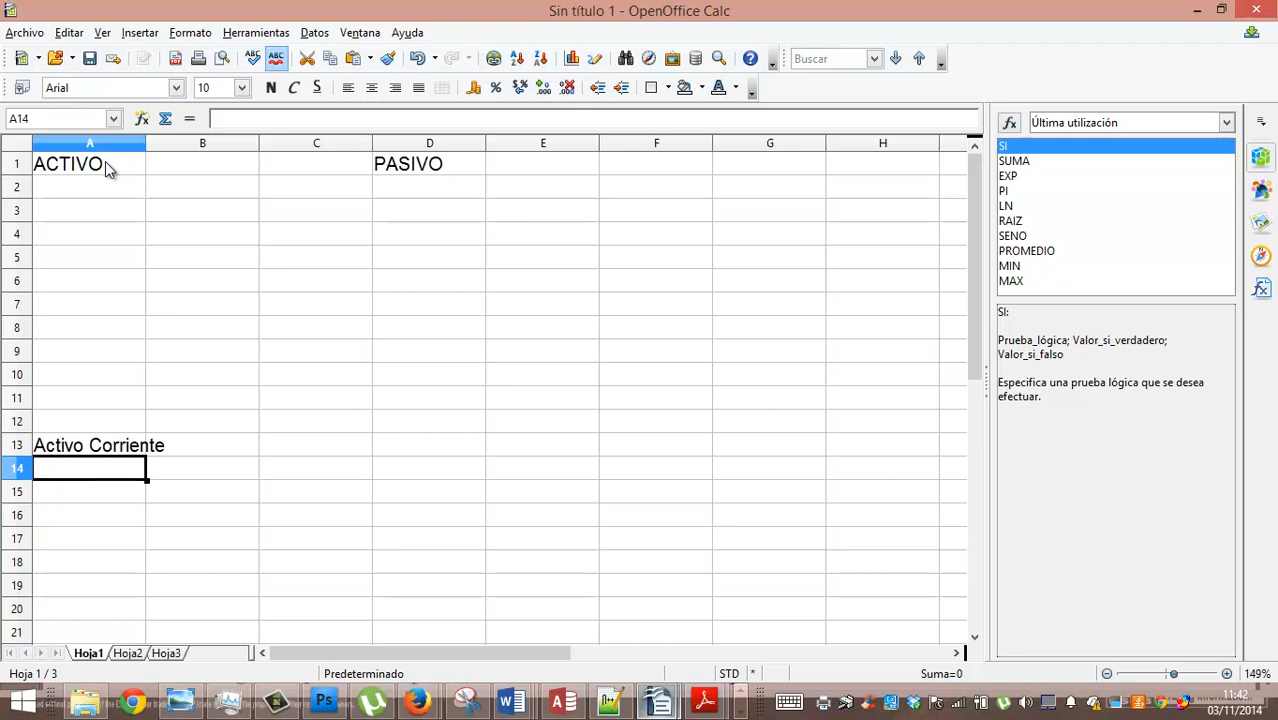 Sin título 1 - OpenOffice Calc
Archivo Editar Ver Insertar Formato Herramientas Datos Ventana Ayuda
Buscar
Arial 10
A14
Última utilización
A B C D E F G H
SI
SUMA
EXP
PI
LN
RAIZ
SENO
PROMEDIO
MIN
MAX
1 ACTIVO PASIVO
2
3
4
5
6
7
8
9
10
11
12
13 Activo Corriente
14
15
16
17
18
19
20
21
SI:
Prueba_lógica; Valor_si_verdadero;
Valor_si_falso
Especifica una prueba lógica que se desea
efectuar.
Hoja1 Hoja2 Hoja3
Hoja 1 / 3 Predeterminado STD * Suma=0 149%
11:42
03/11/2014